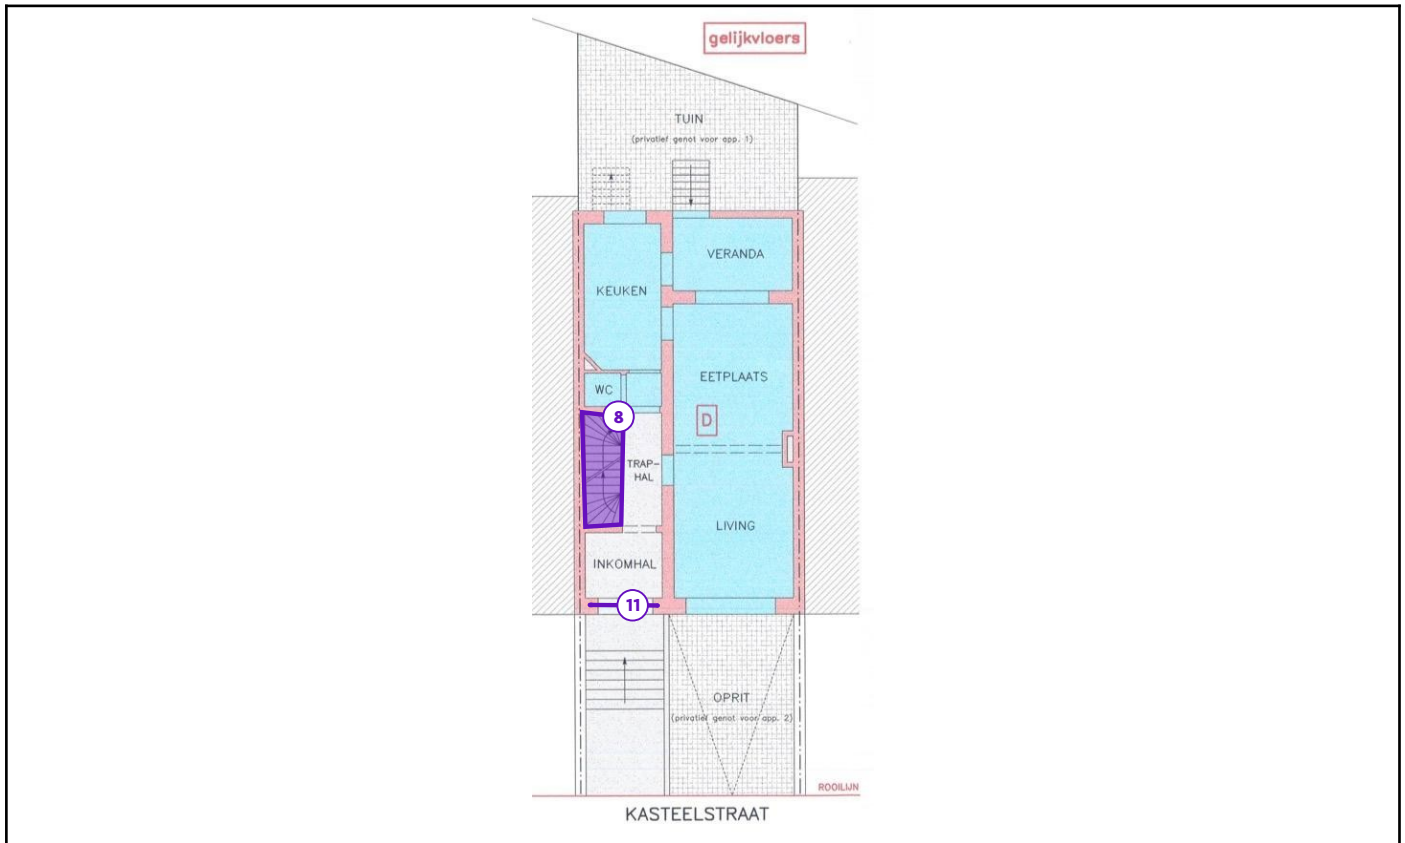 gelijkvloers
TUIN
(privatief genot voor app. 1)
VERANDA
KEUKEN
EETPLAATS
WC
8
D
TRAP-
HAL
LIVING
INKOMHAL
11
OPRIT
(privatief genot voor app. 2)
ROOILIJN
KASTEELSTRAAT